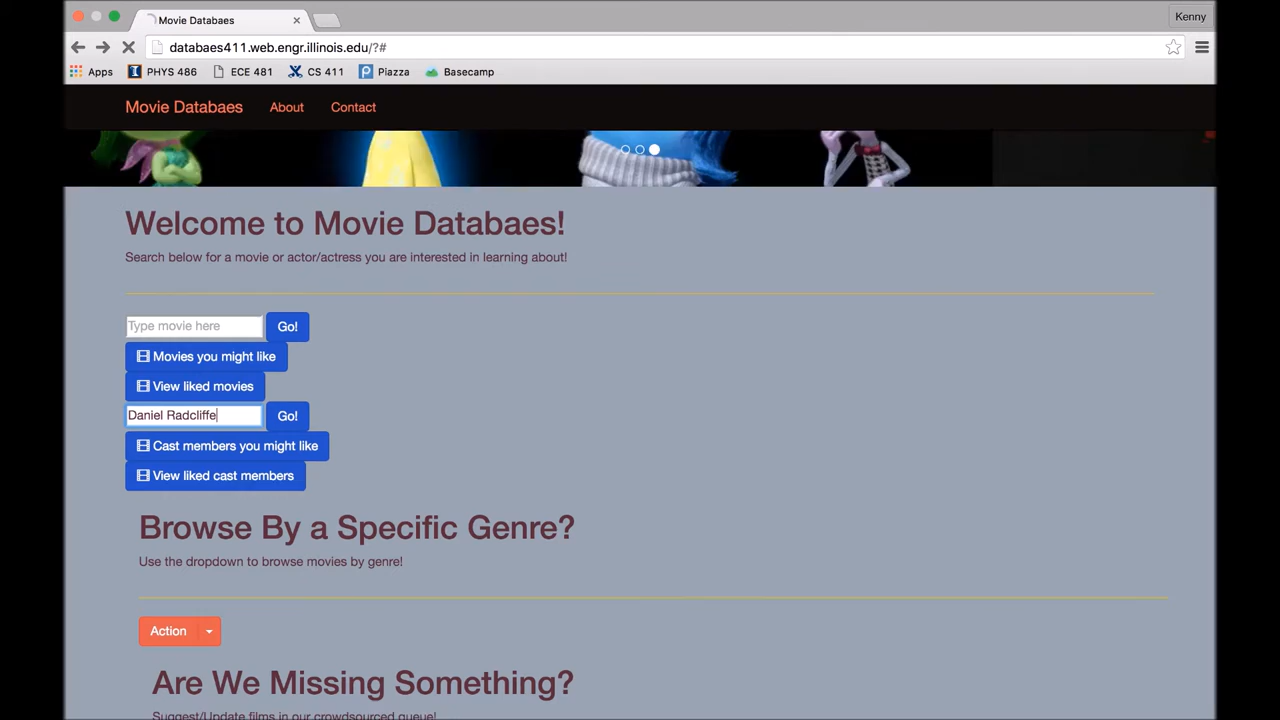 Movie Databaes
Kenny
databaes411.web.engr.illinois.edu/?#
Apps PHYS 486 ECE 481 CS 411 Piazza Basecamp
Movie Databaes About Contact
Welcome to Movie Databaes!
Search below for a movie or actor/actress you are interested in learning about!
Type movie here Go!
Movies you might like
View liked movies
Daniel Radcliffe Go!
Cast members you might like
View liked cast members
Browse By a Specific Genre?
Use the dropdown to browse movies by genre!
Action
Are We Missing Something?
Suggest/Update films in our crowdsourced queue!